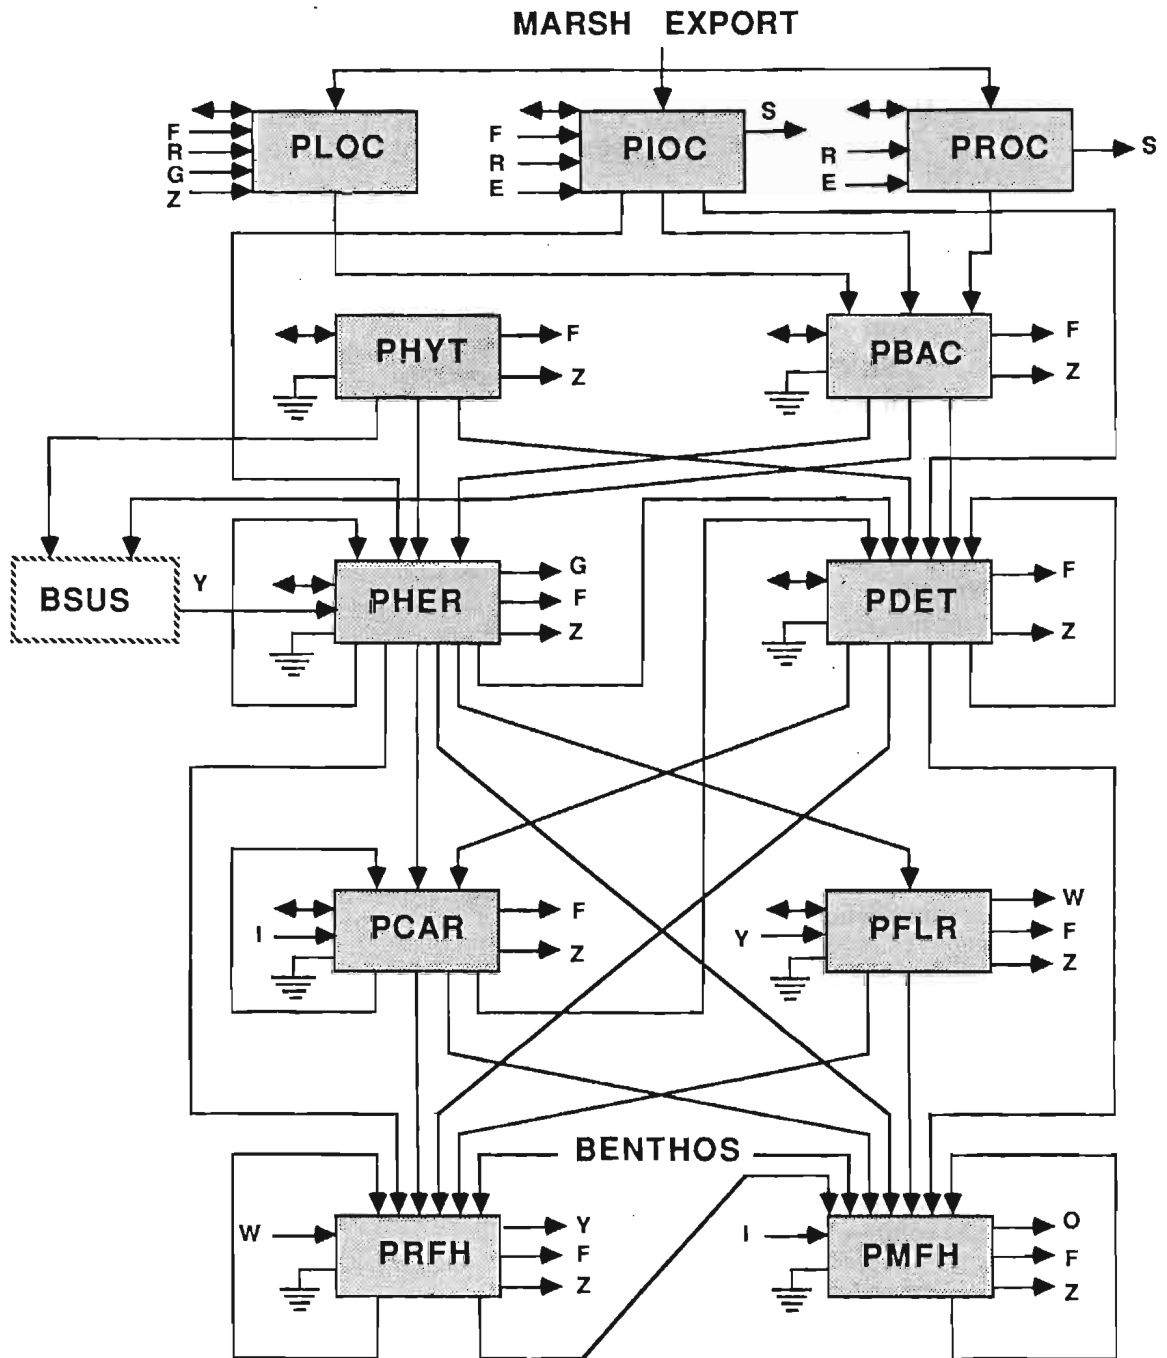 MARSH EXPORT
PLOC
F
R
G
Z
PIOC
F
R
E
S
PROC
R
E
S
PHYT
F
Z
PBAC
F
Z
BSUS
Y
PHER
G
F
Z
PDET
F
Z
PCAR
I
F
Z
PFLR
Y
W
F
Z
BENTHOS
PRFH
W
Y
F
Z
PMFH
I
O
F
Z